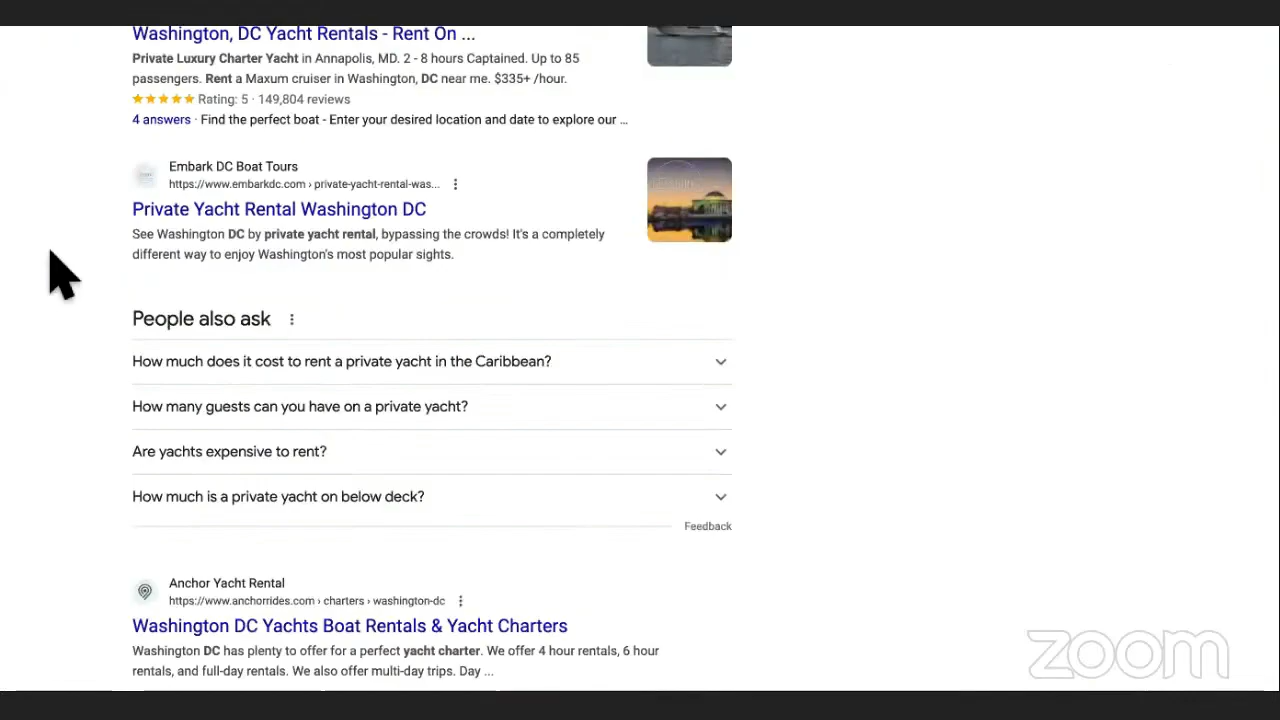 Washington, DC Yacht Rentals - Rent On ...
Private Luxury Charter Yacht in Annapolis, MD. 2 - 8 hours Captained. Up to 85
passengers. Rent a Maxum cruiser in Washington, DC near me. $335+ /hour.
Rating: 5 · 149,804 reviews
4 answers · Find the perfect boat - Enter your desired location and date to explore our ...
Embark DC Boat Tours
https://www.embarkdc.com › private-yacht-rental-was...
Private Yacht Rental Washington DC
See Washington DC by private yacht rental, bypassing the crowds! It's a completely
different way to enjoy Washington's most popular sights.
People also ask
How much does it cost to rent a private yacht in the Caribbean?
How many guests can you have on a private yacht?
Are yachts expensive to rent?
How much is a private yacht on below deck?
Feedback
Anchor Yacht Rental
https://www.anchorrides.com › charters › washington-dc
Washington DC Yachts Boat Rentals & Yacht Charters
Washington DC has plenty to offer for a perfect yacht charter. We offer 4 hour rentals, 6 hour
rentals, and full-day rentals. We also offer multi-day trips. Day ...
zoom